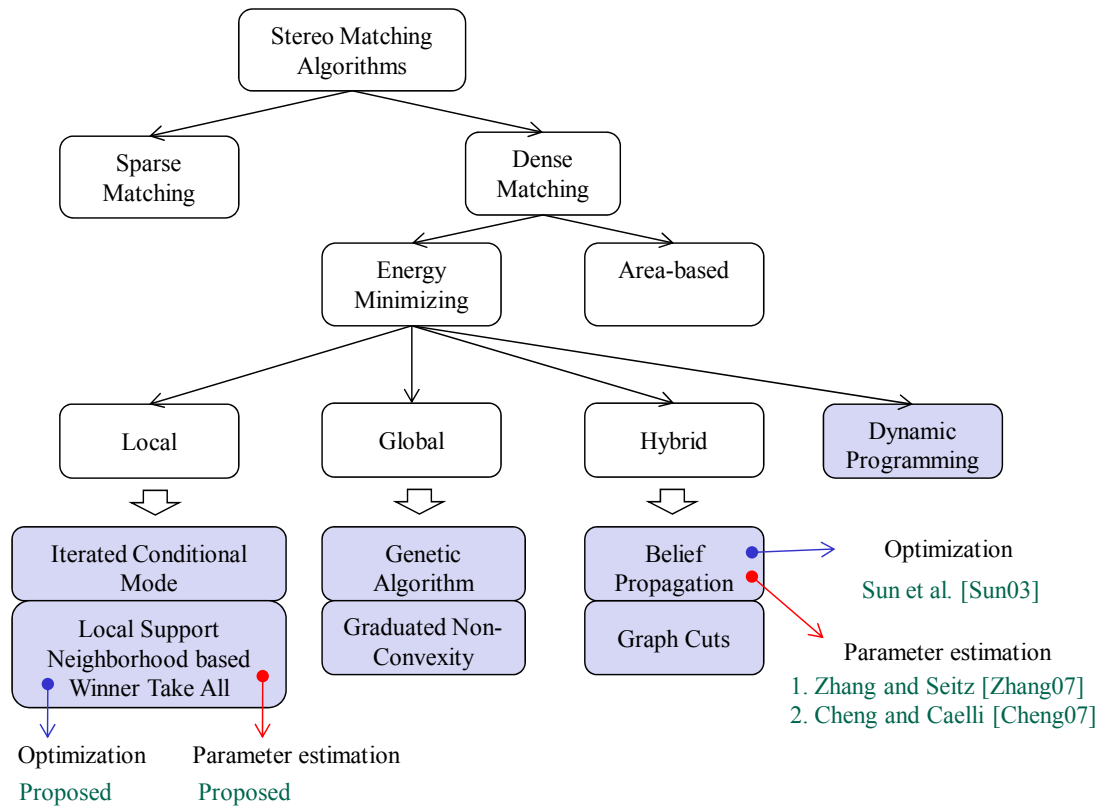 Stereo Matching
Algorithms
Sparse
Matching
Dense
Matching
Energy
Minimizing
Area-based
Local
Global
Hybrid
Dynamic
Programming
Iterated Conditional
Mode
Local Support
Neighborhood based
Winner Take All
Genetic
Algorithm
Graduated Non-
Convexity
Belief
Propagation
Graph Cuts
Optimization
Sun et al. [Sun03]
Parameter estimation
1. Zhang and Seitz [Zhang07]
2. Cheng and Caelli [Cheng07]
Optimization
Proposed
Parameter estimation
Proposed